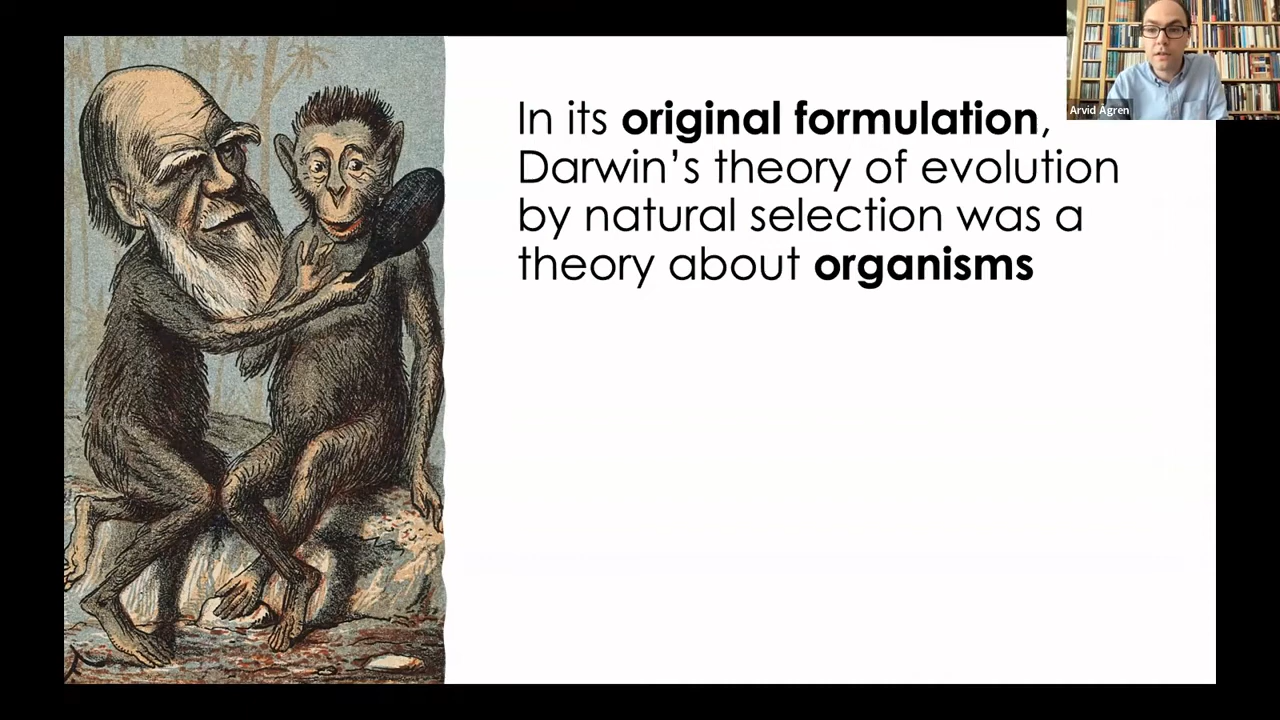 In its original formulation,
Darwin’s theory of evolution
by natural selection was a
theory about organisms
Arvid Ågren